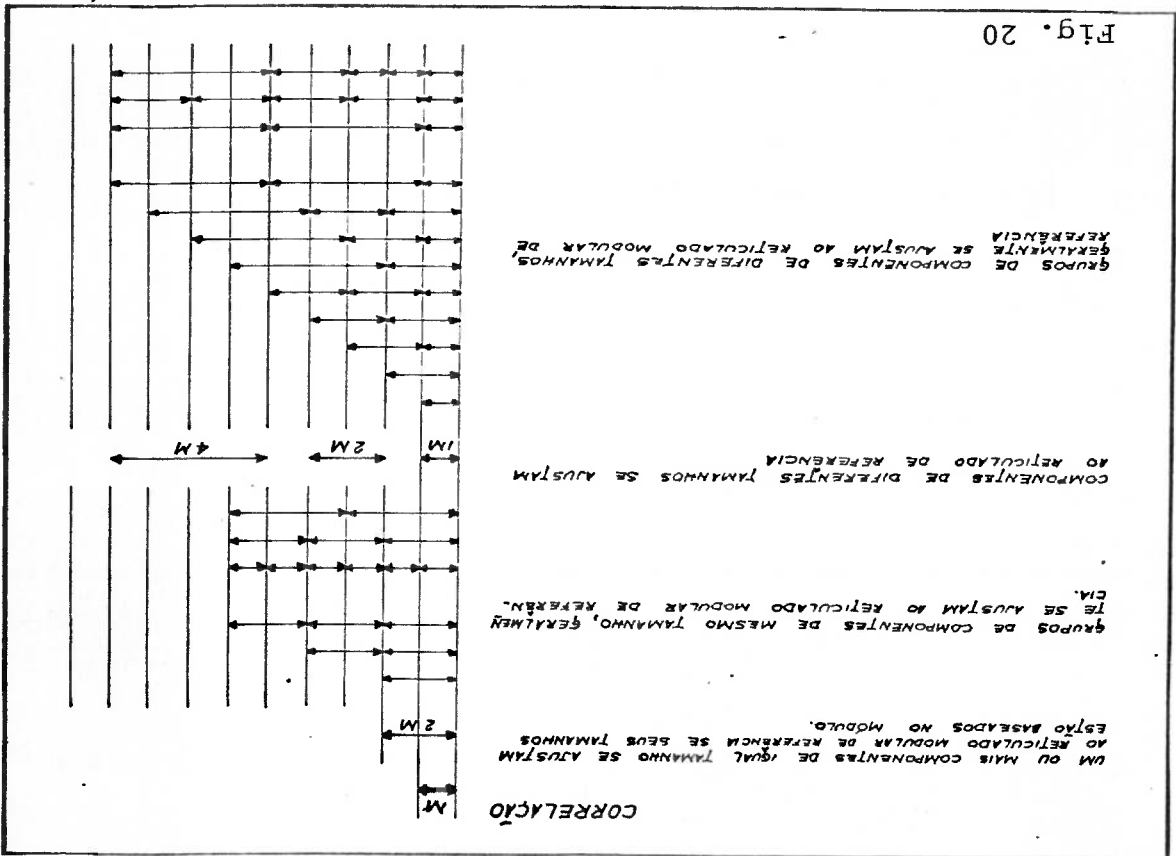 CORRELAÇÃO
M
UM OU MAIS COMPONENTES DE IGUAL TAMANHO SE AJUSTAM
AO RETICULADO MODULAR DE REFERÊNCIA SE SEUS TAMANHOS
ESTÃO BASEADOS NO MÓDULO.
2 M
GRUPOS DE COMPONENTES DE MESMO TAMANHO, GERALMEN
TE SE AJUSTAM AO RETICULADO MODULAR DE REFERÊN-
CIA.
COMPONENTES DE DIFERENTES TAMANHOS SE AJUSTAM
AO RETICULADO DE REFERÊNCIA
1M 2 M 4 M
GRUPOS DE COMPONENTES DE DIFERENTES TAMANHOS,
GERALMENTE SE AJUSTAM AO RETICULADO MODULAR DE
REFERÊNCIA
Fig. 20